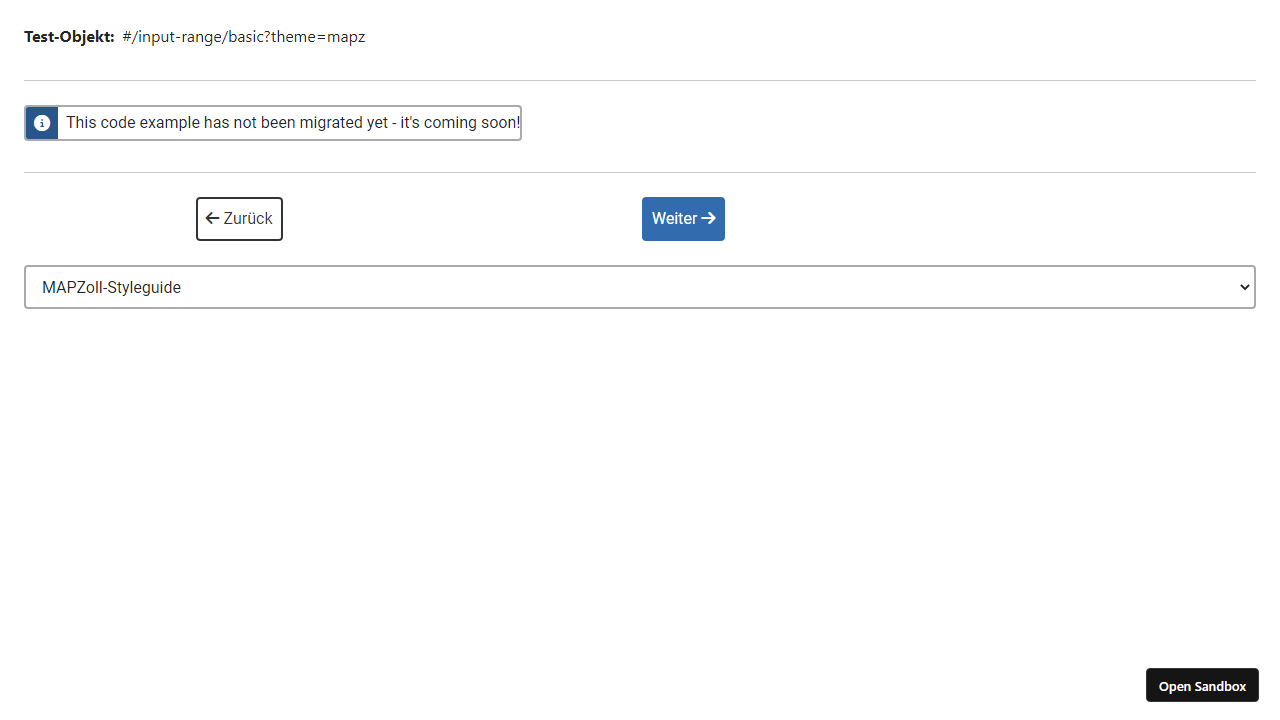 Test-Objekt: #/input-range/basic?theme=mapz
This code example has not been migrated yet - it's coming soon!
Zurück
Weiter
MAPZoll-Styleguide
Open Sandbox